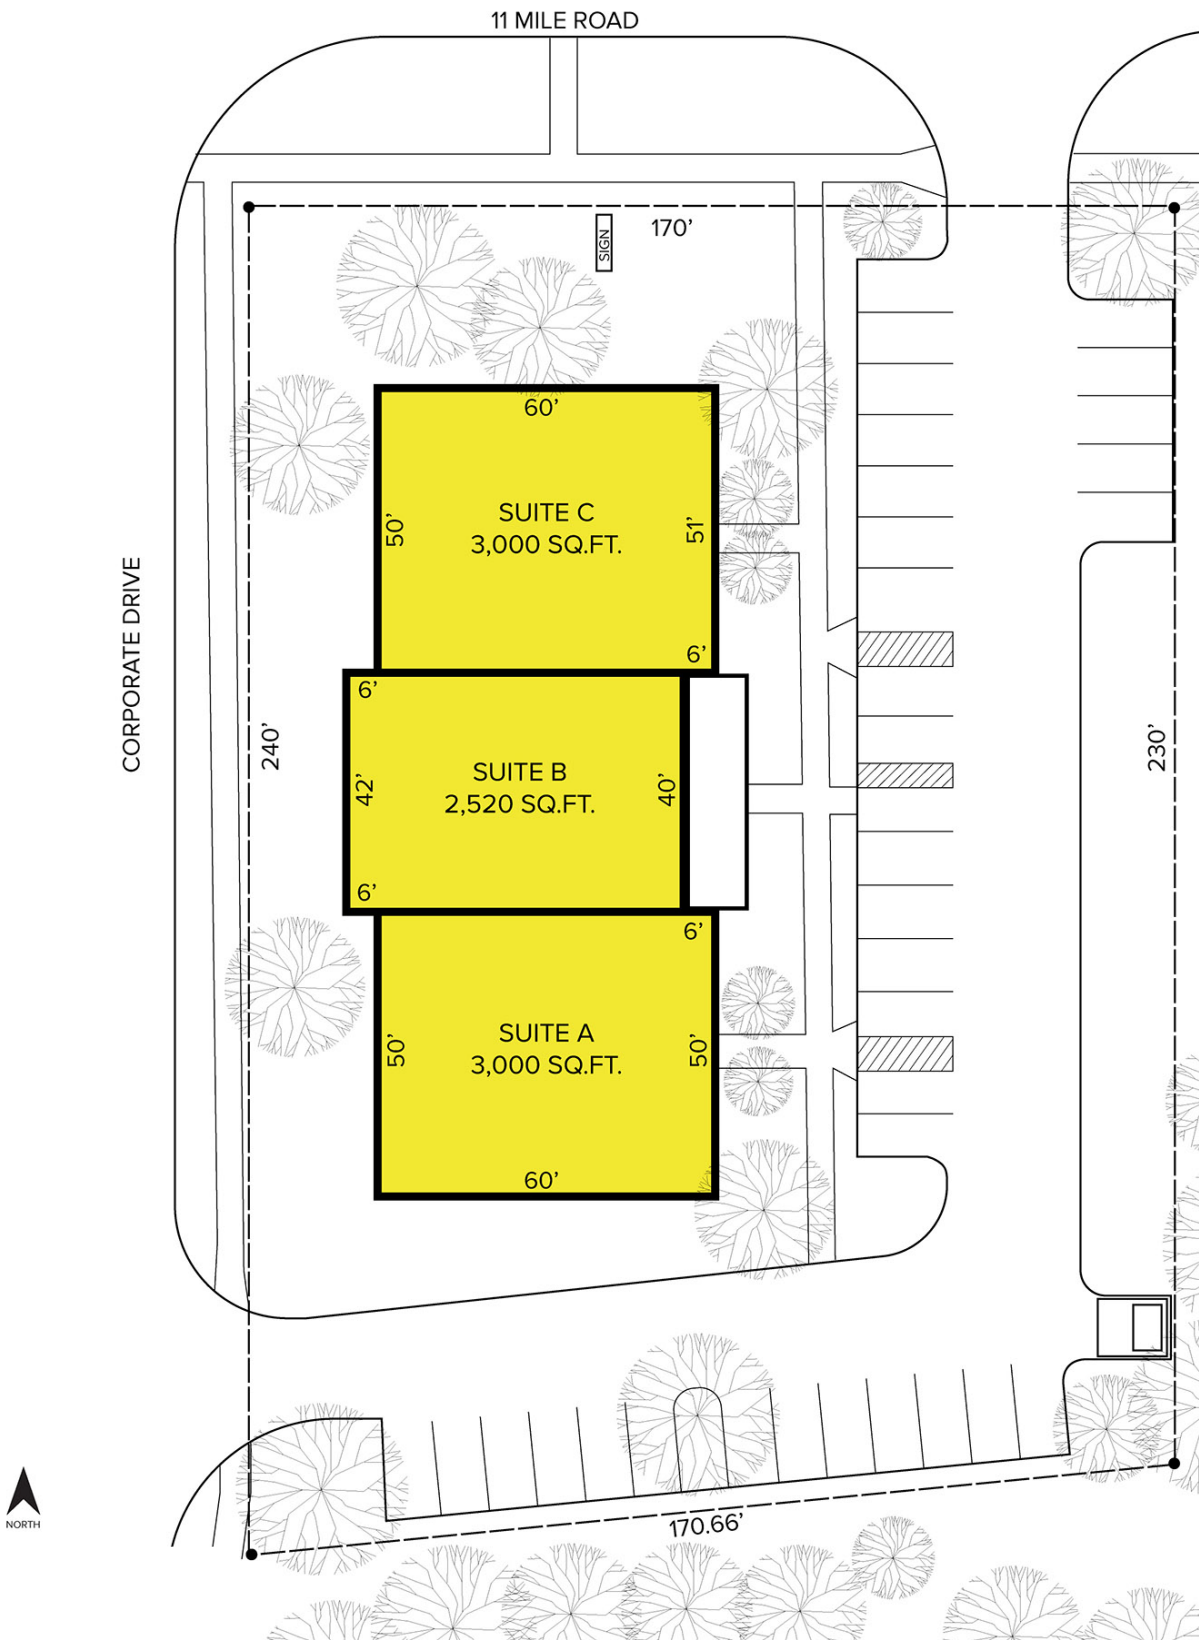 11 MILE ROAD
170’
SIGN
60’
SUITE C
3,000 SQ.FT.
50’
51’
6’
CORPORATE DRIVE
240’
230’
6’
SUITE B
2,520 SQ.FT.
42’
40’
6’
6’
SUITE A
3,000 SQ.FT.
50’
50’
60’
170.66’
NORTH